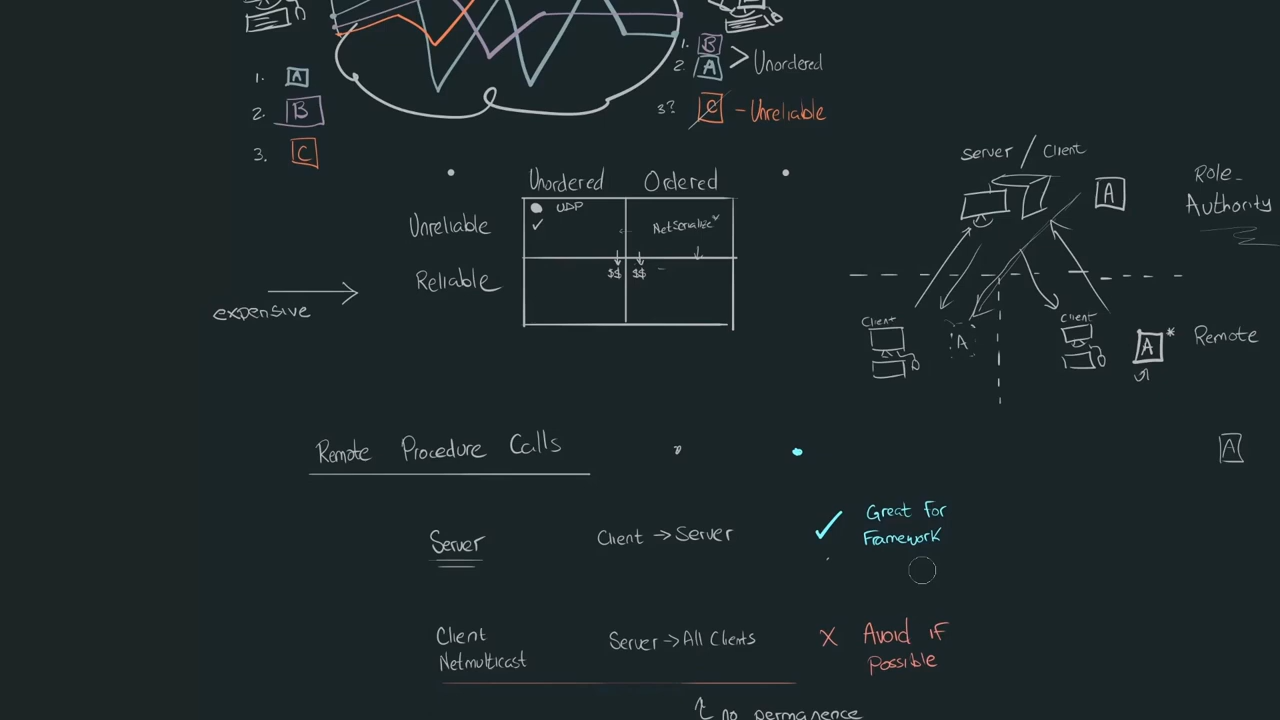 1. A
2. B
3. C
1. B
2. A > Unordered
3? C - Unreliable
Unordered Ordered
Unreliable UDP ✓ NetSerialize
Reliable $$ $$
expensive
Server / Client
A
Role_
Authority
Client
A
Client
A *
Remote
A
Remote Procedure Calls
Server Client → Server ✓ Great for
Framework
Client
Netmulticast
Server → All Clients
X Avoid if
possible
no permanence